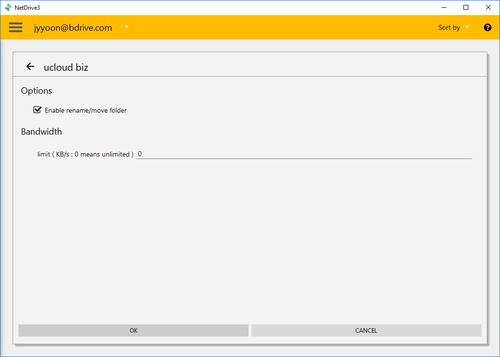 NetDrive3
jyyoon@bdrive.com
Sort by
ucloud biz
Options
Enable rename/move folder
Bandwidth
limit ( KB/s : 0 means unlimited ) 0
OK
CANCEL